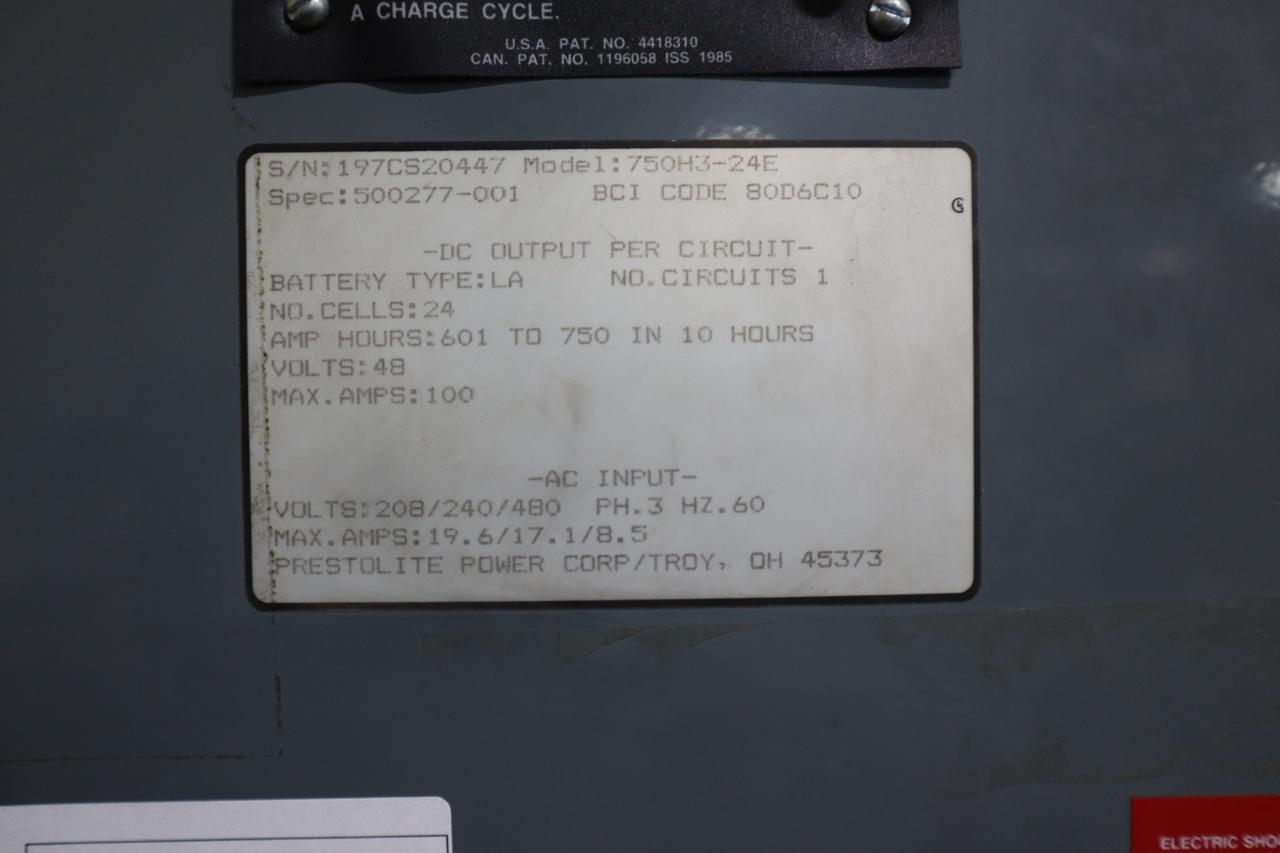 A CHARGE CYCLE.
U.S.A. PAT. NO. 4418310
CAN. PAT. NO. 1196058 ISS 1985
S/N:197CS20447 Model:750H3-24E
Spec:500277-001 BCI CODE 80D6C10
-DC OUTPUT PER CIRCUIT-
BATTERY TYPE:LA NO.CIRCUITS 1
NO.CELLS:24
AMP HOURS:601 TO 750 IN 10 HOURS
VOLTS:48
MAX.AMPS:100
-AC INPUT-
VOLTS:208/240/480 PH.3 HZ.60
MAX.AMPS:19.6/17.1/8.5
PRESTOLITE POWER CORP/TROY, OH 45373
ELECTRIC SHO